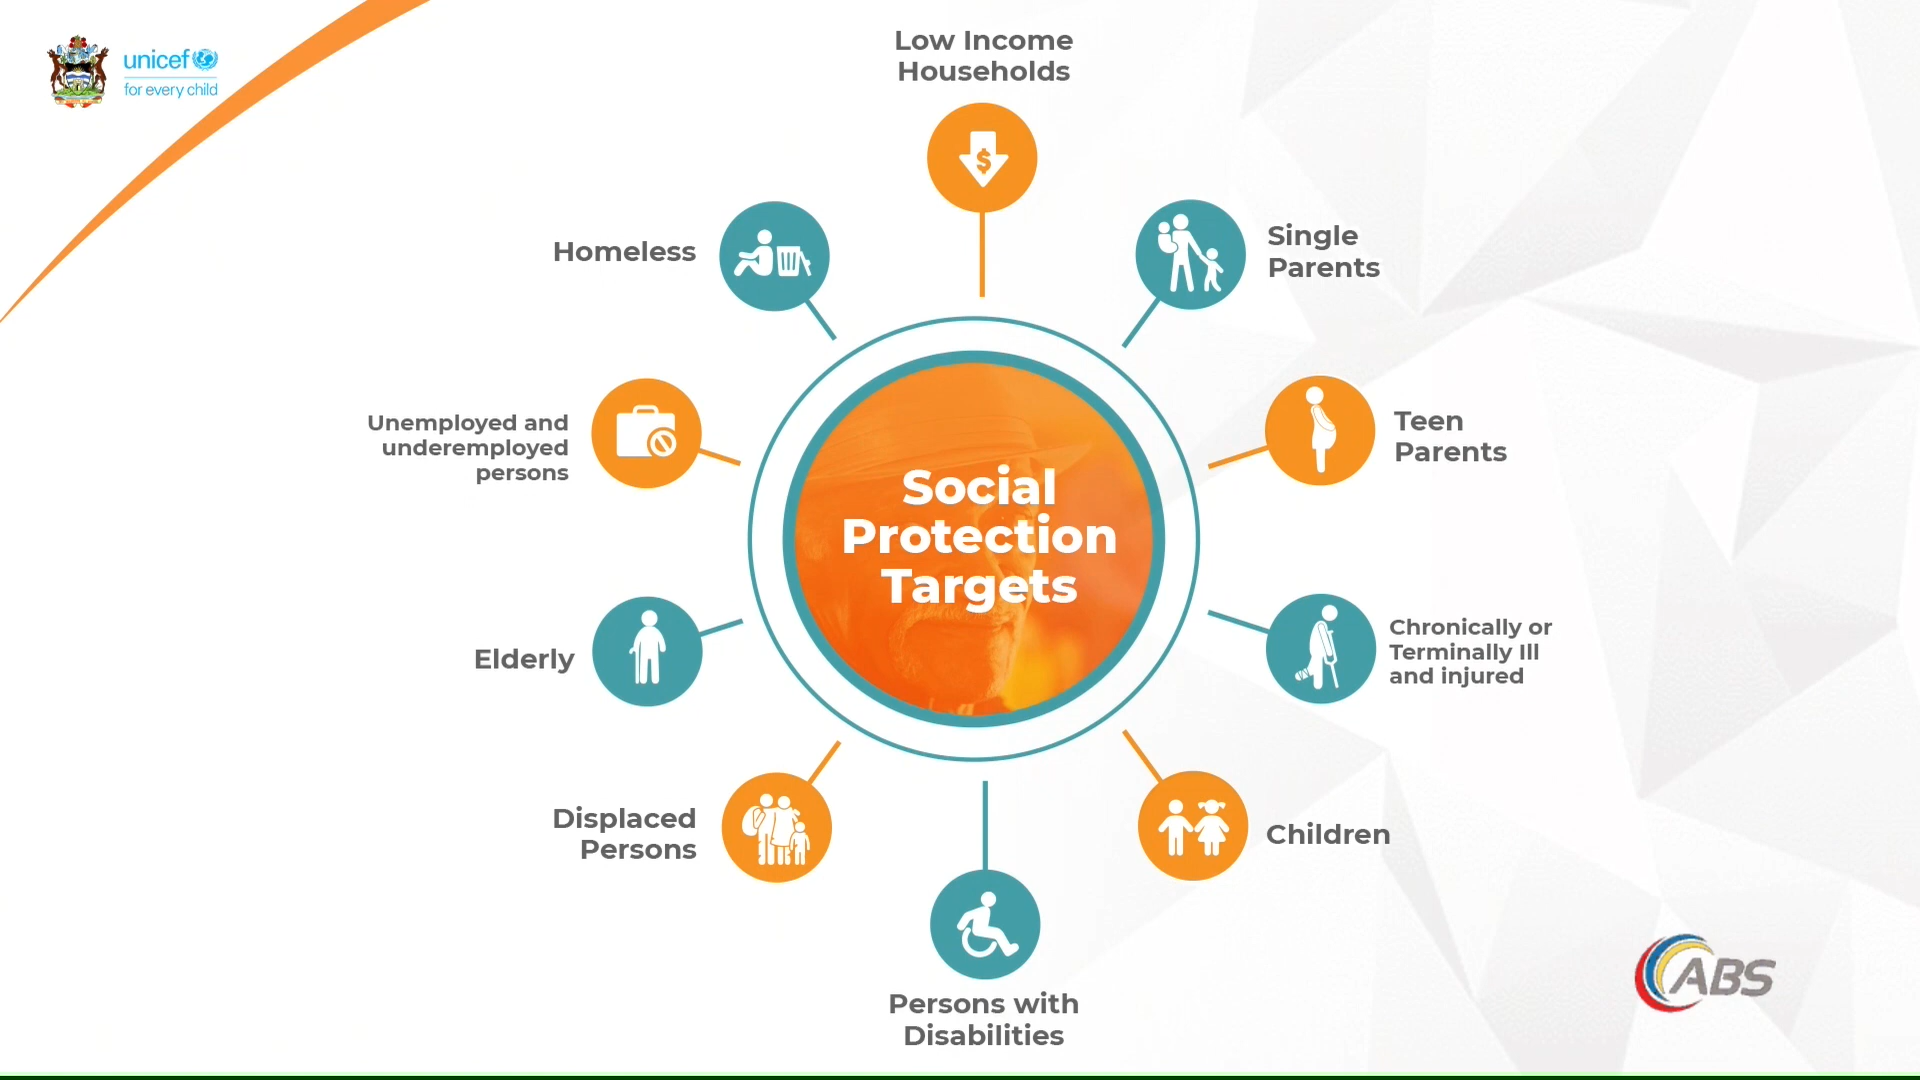 unicef
for every child
Low Income
Households
Single
Parents
Teen
Parents
Chronically or
Terminally Ill
and injured
Children
Persons with
Disabilities
Displaced
Persons
Elderly
Unemployed and
underemployed
persons
Homeless
$
Social
Protection
Targets
ABS